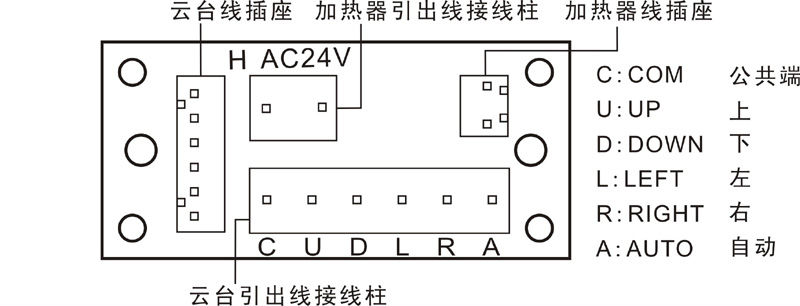 云台线插座 加热器引出线接线柱 加热器线插座
H AC24V
C:COM 公共端
U:UP 上
D:DOWN 下
L:LEFT 左
R:RIGHT 右
A:AUTO 自动
C U D L R A
云台引出线接线柱